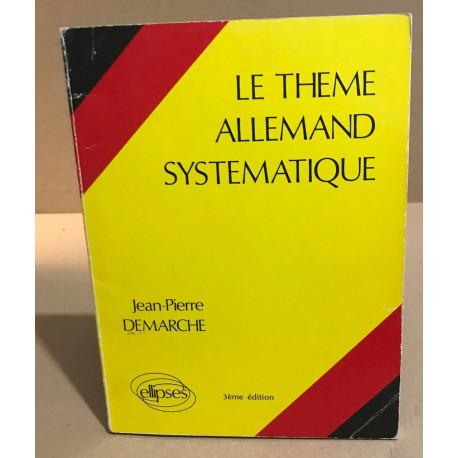 LE THEME
ALLEMAND
SYSTEMATIQUE
Jean-Pierre
DEMARCHE
ellipses
3ème édition